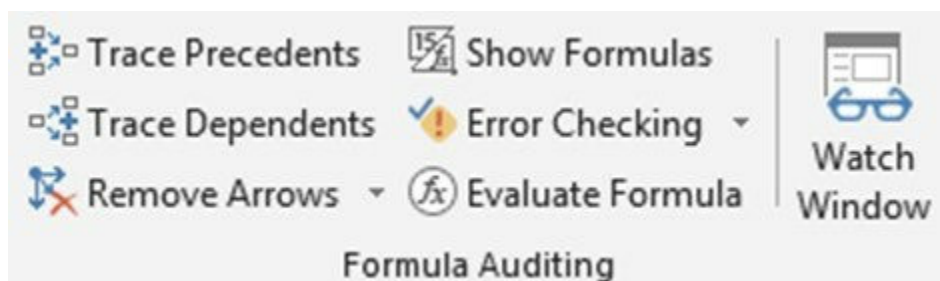 Trace Precedents
Trace Dependents
Remove Arrows
Show Formulas
Error Checking
Evaluate Formula
Watch
Window
Formula Auditing